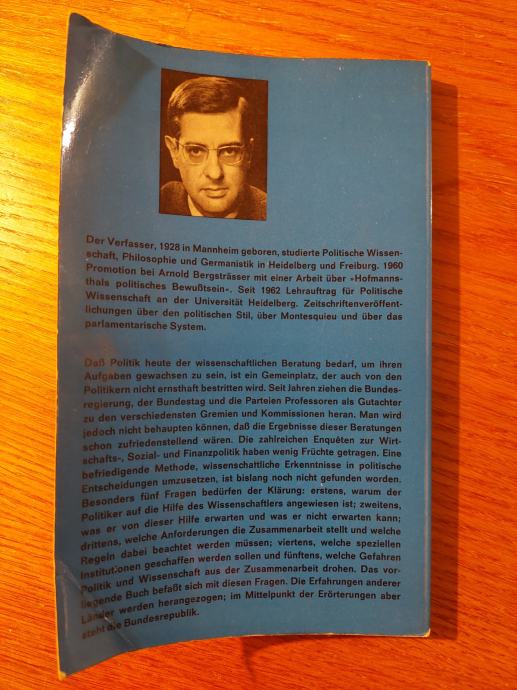 Der Verfasser, 1928 in Mannheim geboren, studierte Politische Wissen-
schaft, Philosophie und Germanistik in Heidelberg und Freiburg. 1960
Promotion bei Arnold Bergsträsser mit einer Arbeit über »Hofmanns-
thals politisches Bewußtsein«. Seit 1962 Lehrauftrag für Politische
Wissenschaft an der Universität Heidelberg. Zeitschriftenveröffent-
lichungen über den politischen Stil, über Montesquieu und über das
parlamentarische System.
Daß Politik heute der wissenschaftlichen Beratung bedarf, um ihren
Aufgaben gewachsen zu sein, ist ein Gemeinplatz, der auch von den
Politikern nicht ernsthaft bestritten wird. Seit Jahren ziehen die Bundes-
regierung, der Bundestag und die Parteien Professoren als Gutachter
zu den verschiedensten Gremien und Kommissionen heran. Man wird
jedoch nicht behaupten können, daß die Ergebnisse dieser Beratungen
schon zufriedenstellend wären. Die zahlreichen Enquêten zur Wirt-
schafts-, Sozial- und Finanzpolitik haben wenig Früchte getragen. Eine
befriedigende Methode, wissenschaftliche Erkenntnisse in politische
Entscheidungen umzusetzen, ist bislang noch nicht gefunden worden.
Besonders fünf Fragen bedürfen der Klärung: erstens, warum der
Politiker auf die Hilfe des Wissenschaftlers angewiesen ist; zweitens,
was er von dieser Hilfe erwarten und was er nicht erwarten kann;
drittens, welche Anforderungen die Zusammenarbeit stellt und welche
Regeln dabei beachtet werden müssen; viertens, welche speziellen
Institutionen geschaffen werden sollen und fünftens, welche Gefahren
Politik und Wissenschaft aus der Zusammenarbeit drohen. Das vor-
liegende Buch befaßt sich mit diesen Fragen. Die Erfahrungen anderer
Länder werden herangezogen; im Mittelpunkt der Erörterungen aber
steht die Bundesrepublik.